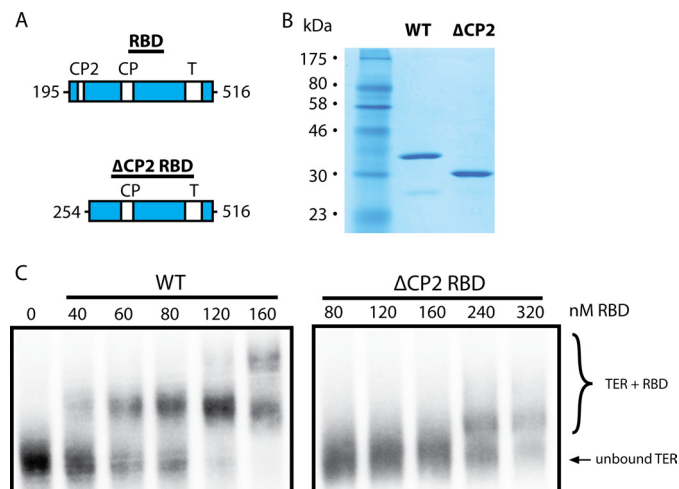 A
RBD
CP2 CP T
195 516
ΔCP2 RBD
CP T
254 516
B
kDa WT ΔCP2
175 •
80 •
58 •
46 •
30 •
23 •
C
WT ΔCP2 RBD
0 40 60 80 120 160 80 120 160 240 320 nM RBD
TER + RBD
unbound TER